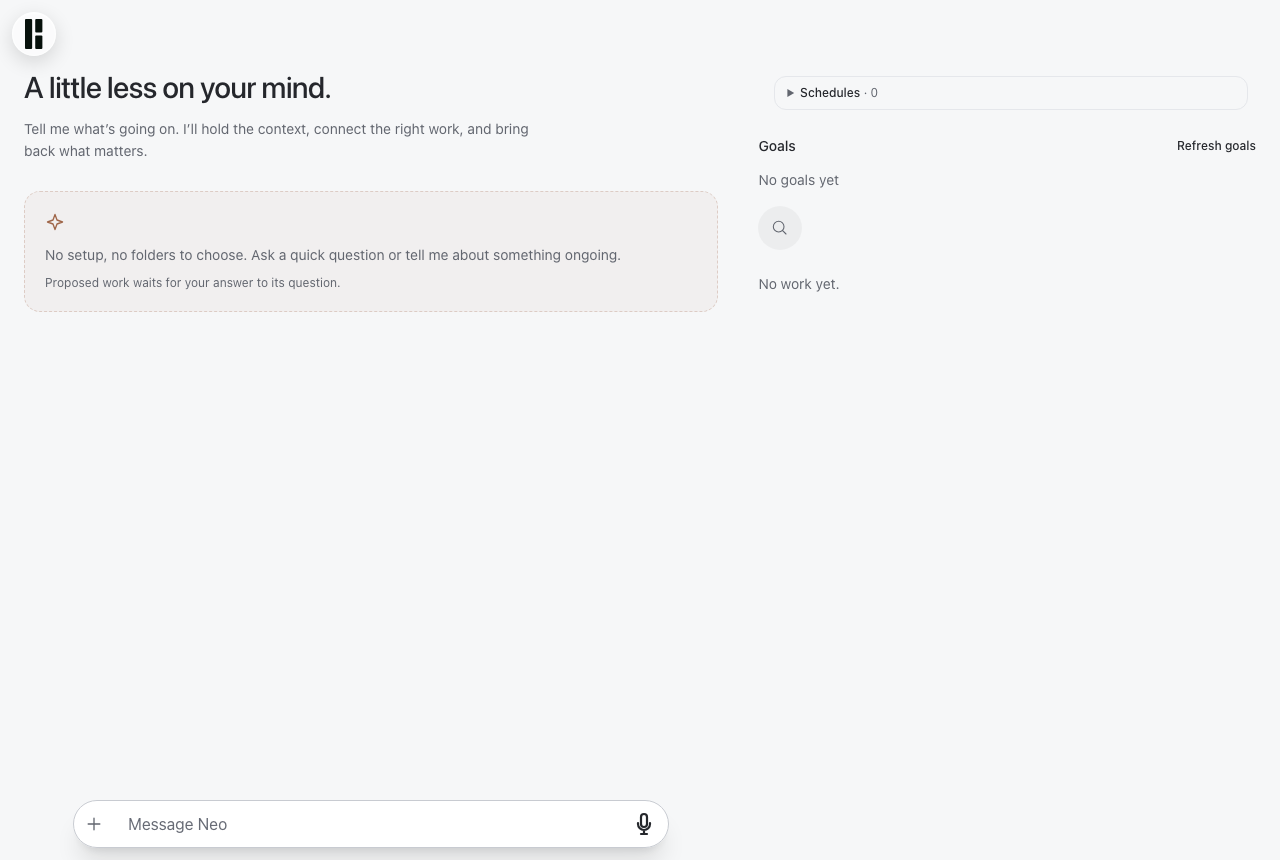 A little less on your mind.
Tell me what’s going on. I’ll hold the context, connect the right work, and bring
back what matters.
No setup, no folders to choose. Ask a quick question or tell me about something ongoing.
Proposed work waits for your answer to its question.
Schedules · 0
Goals
Refresh goals
No goals yet
No work yet.
Message Neo